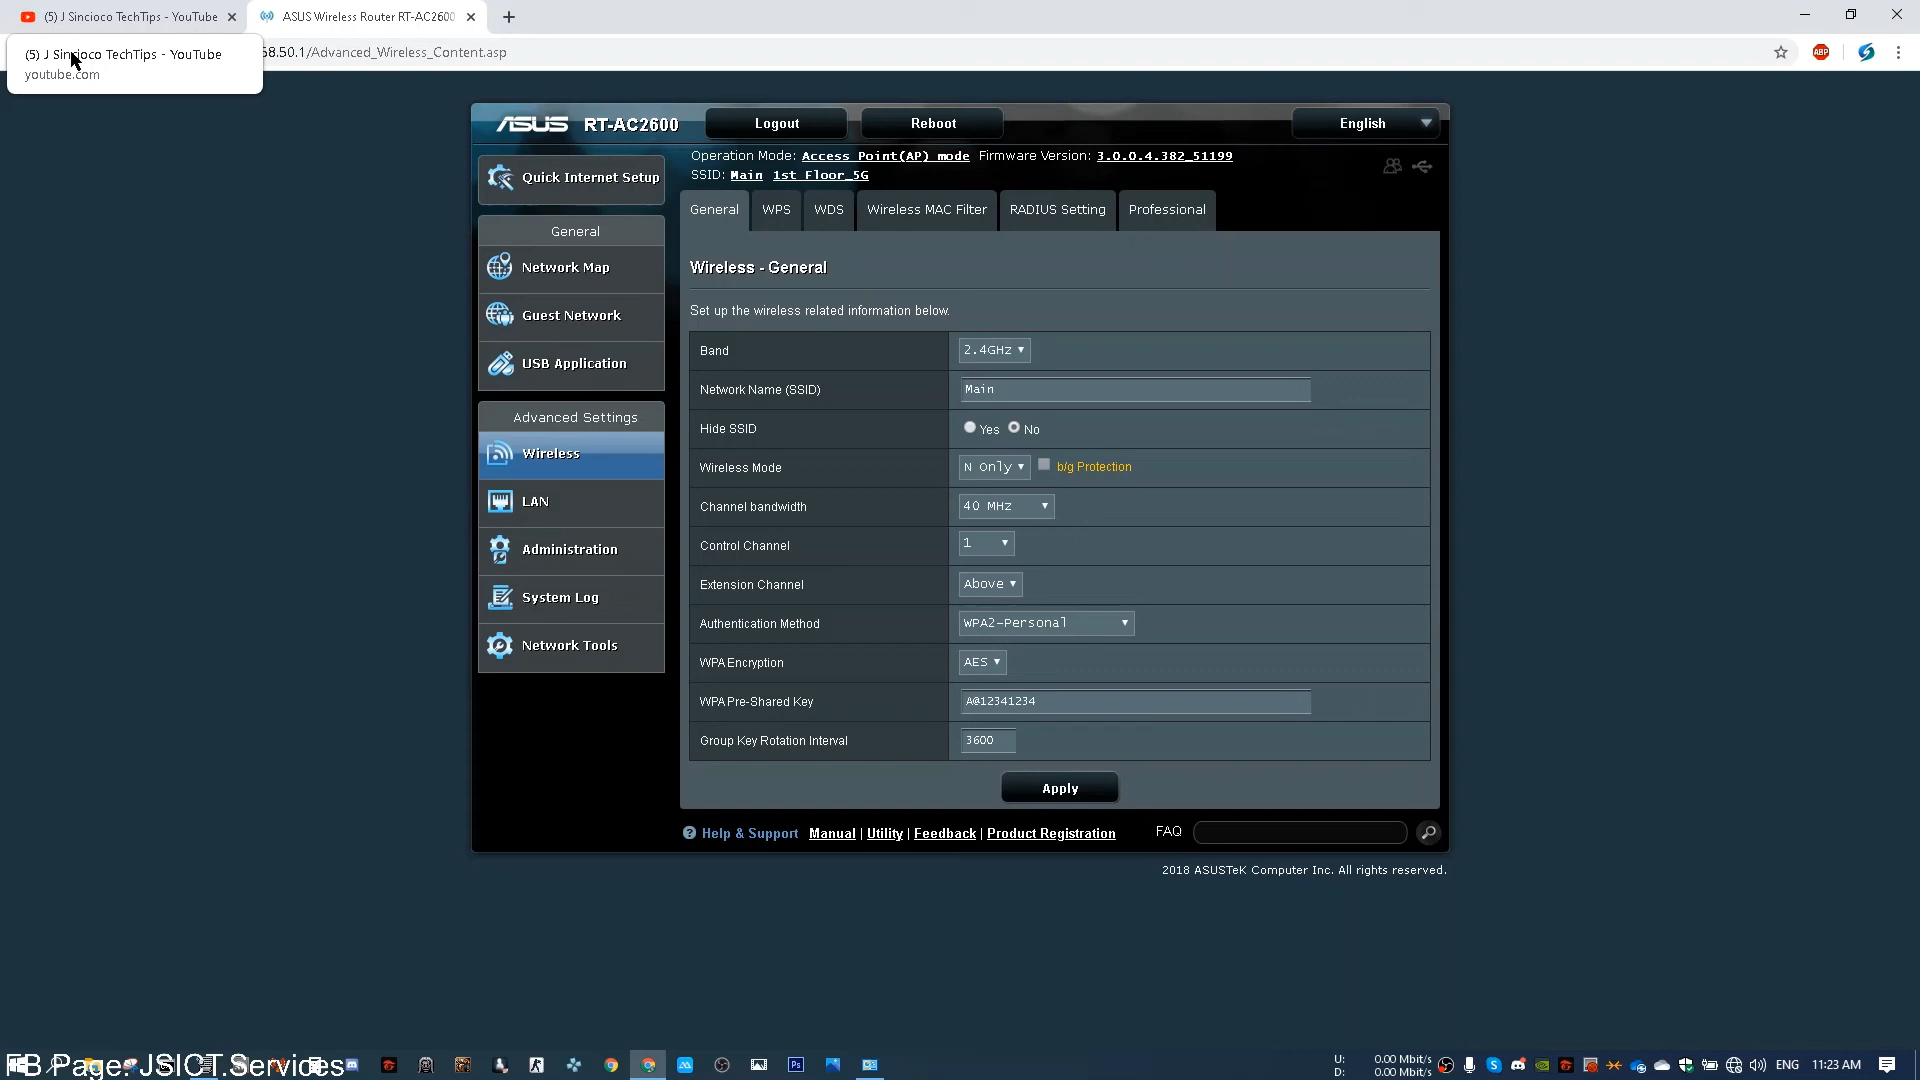 (5) J Sincioco TechTips - YouTube
ASUS Wireless Router RT-AC2600
(5) J Sincioco TechTips - YouTube
youtube.com
68.50.1/Advanced_Wireless_Content.asp
ABP
ASUS RT-AC2600
Logout
Reboot
English
Operation Mode: Access Point(AP) mode Firmware Version: 3.0.0.4.382_51199
SSID: Main 1st Floor_5G
Quick Internet Setup
General
Network Map
Guest Network
USB Application
Advanced Settings
Wireless
LAN
Administration
System Log
Network Tools
General
WPS
WDS
Wireless MAC Filter
RADIUS Setting
Professional
Wireless - General
Set up the wireless related information below.
Band 2.4GHz
Network Name (SSID) Main
Hide SSID Yes No
Wireless Mode N Only b/g Protection
Channel bandwidth 40 MHz
Control Channel 1
Extension Channel Above
Authentication Method WPA2-Personal
WPA Encryption AES
WPA Pre-Shared Key A@12341234
Group Key Rotation Interval 3600
Apply
Help & Support Manual | Utility | Feedback | Product Registration FAQ
2018 ASUSTeK Computer Inc. All rights reserved.
FB Page: JSICT.Services
Ps
U: 0.00 Mbit/s
D: 0.00 Mbit/s
ENG
11:23 AM